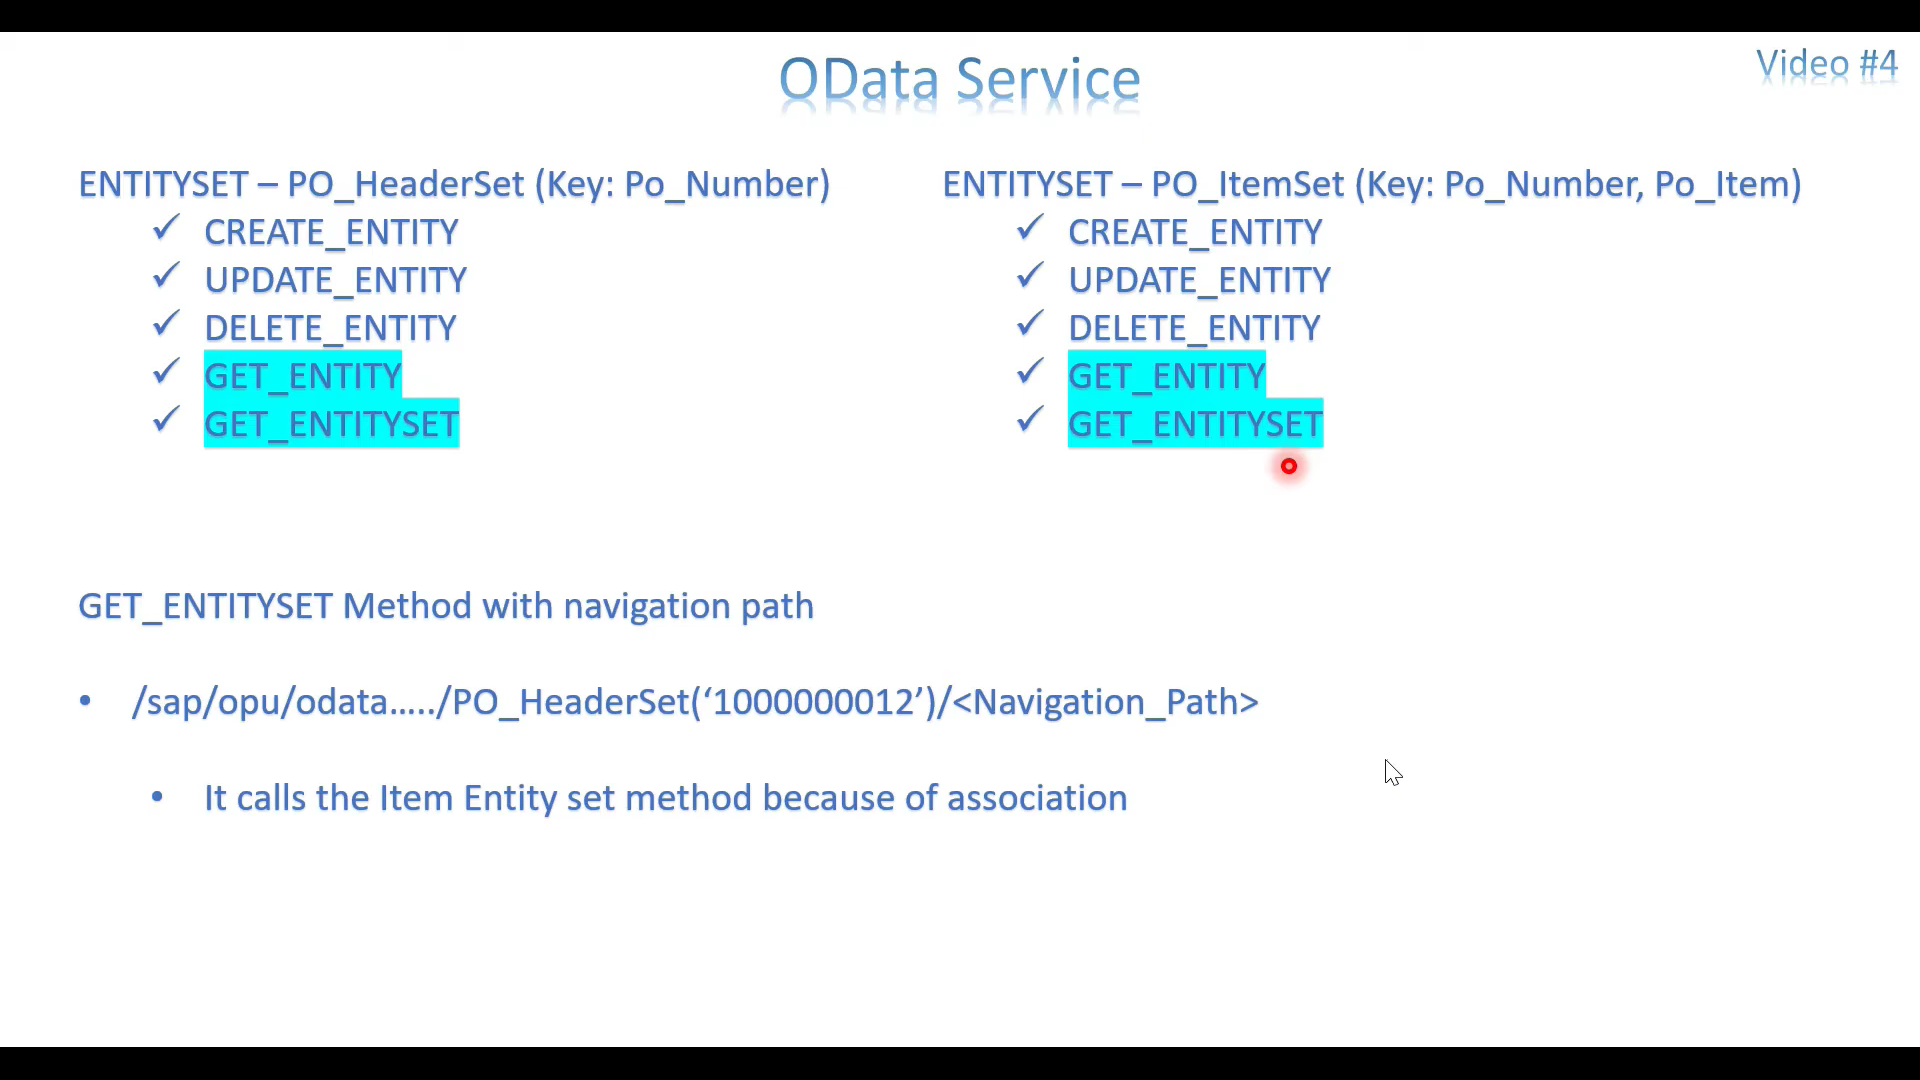 OData Service
Video #4
ENTITYSET – PO_HeaderSet (Key: Po_Number)
✓ CREATE_ENTITY
✓ UPDATE_ENTITY
✓ DELETE_ENTITY
✓ GET_ENTITY
✓ GET_ENTITYSET
ENTITYSET – PO_ItemSet (Key: Po_Number, Po_Item)
✓ CREATE_ENTITY
✓ UPDATE_ENTITY
✓ DELETE_ENTITY
✓ GET_ENTITY
✓ GET_ENTITYSET
GET_ENTITYSET Method with navigation path
• /sap/opu/odata…../PO_HeaderSet(‘1000000012’)/<Navigation_Path>
• It calls the Item Entity set method because of association